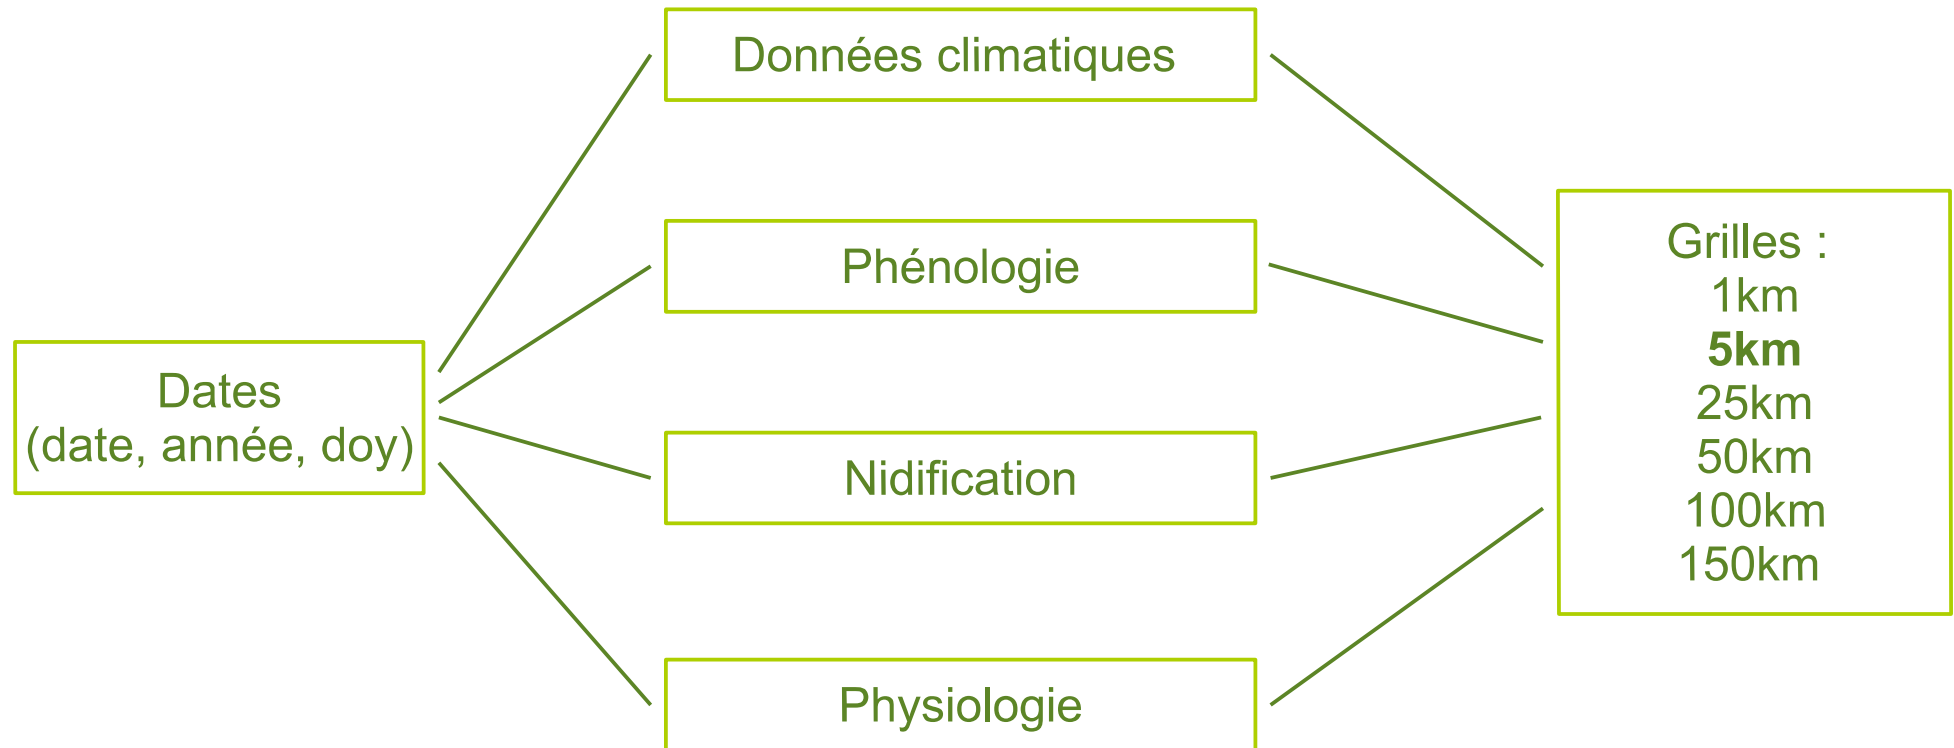 Données climatiques
Phénologie
Dates
(date, année, doy)
Nidification
Physiologie
Grilles :
1km
5km
25km
50km
100km
150km